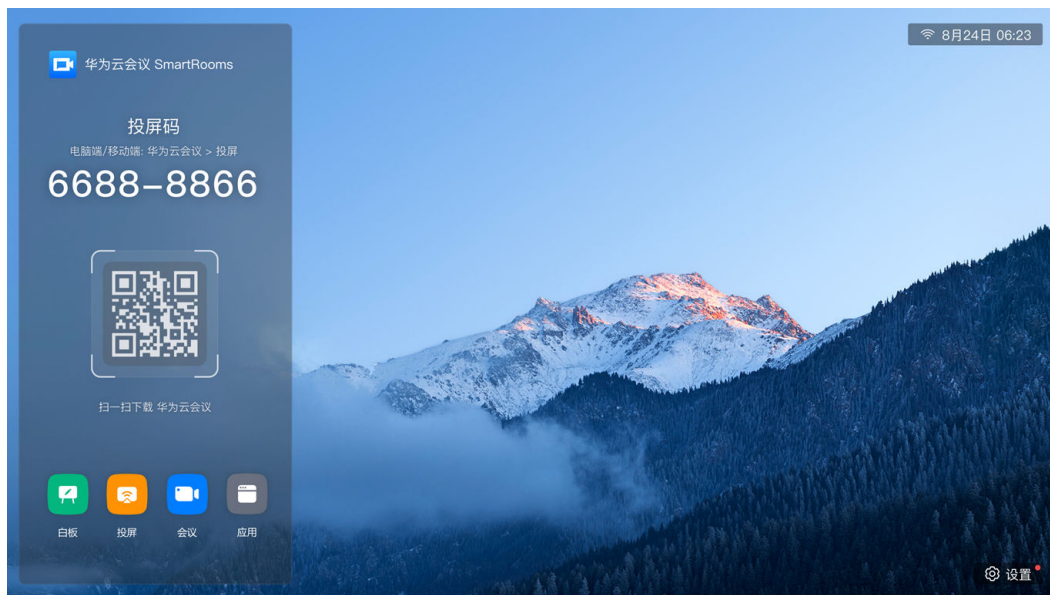 华为云会议 SmartRooms
8月24日 06:23
投屏码
电脑端/移动端: 华为云会议 > 投屏
6688-8866
扫一扫下载 华为云会议
白板
投屏
会议
应用
设置